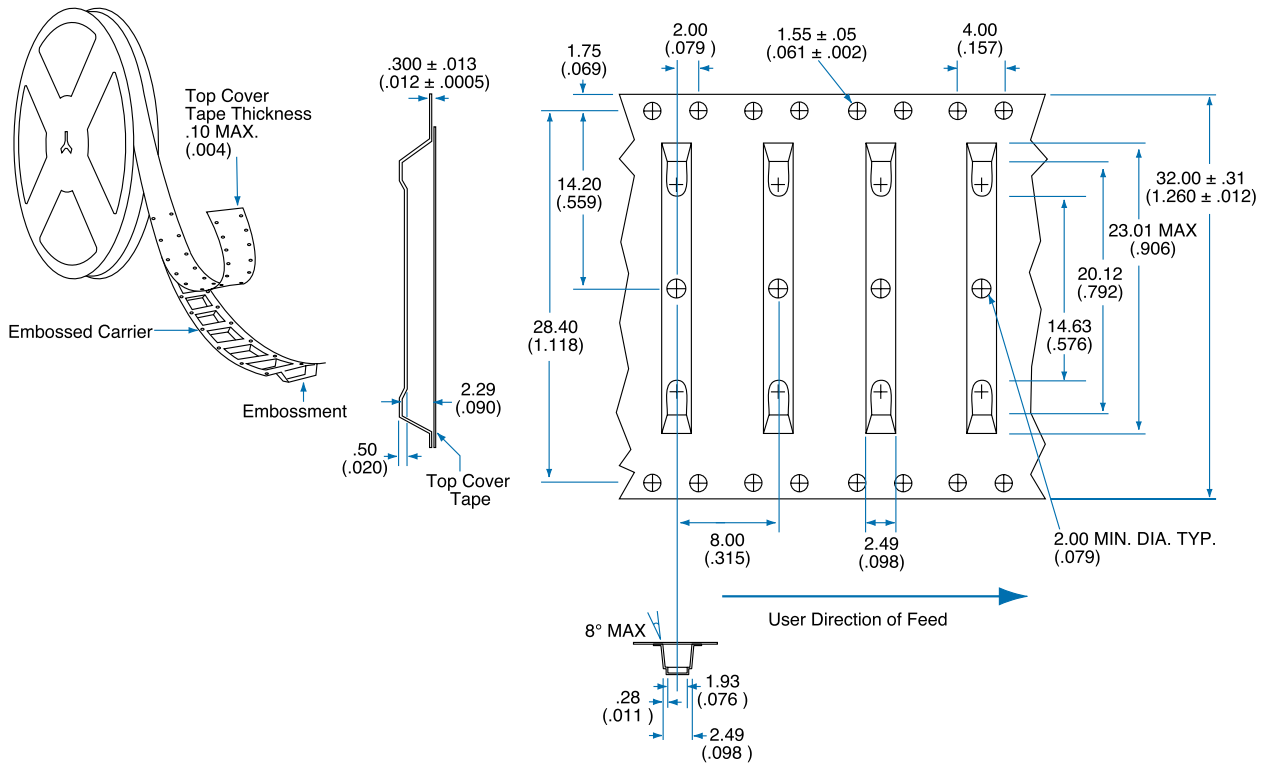 Top Cover
Tape Thickness
.10 MAX.
(.004)
Embossed Carrier
Embossment
.300 ± .013
(.012 ± .0005)
2.29
(.090)
.50
(.020)
Top Cover
Tape
1.75
(.069)
2.00
(.079 )
1.55 ± .05
(.061 ± .002)
4.00
(.157)
14.20
(.559)
28.40
(1.118)
32.00 ± .31
(1.260 ± .012)
23.01 MAX
(.906)
20.12
(.792)
14.63
(.576)
8.00
(.315)
2.49
(.098)
2.00 MIN. DIA. TYP.
(.079)
User Direction of Feed
8° MAX
1.93
(.076 )
.28
(.011 )
2.49
(.098 )